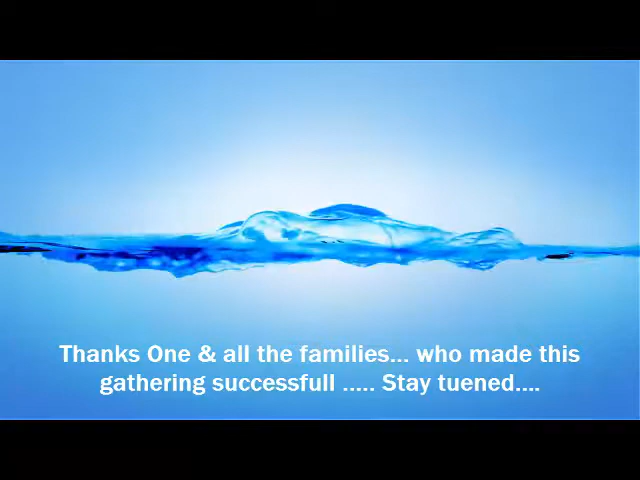 Thanks One & all the families... who made this
gathering successfull ..... Stay tuened....